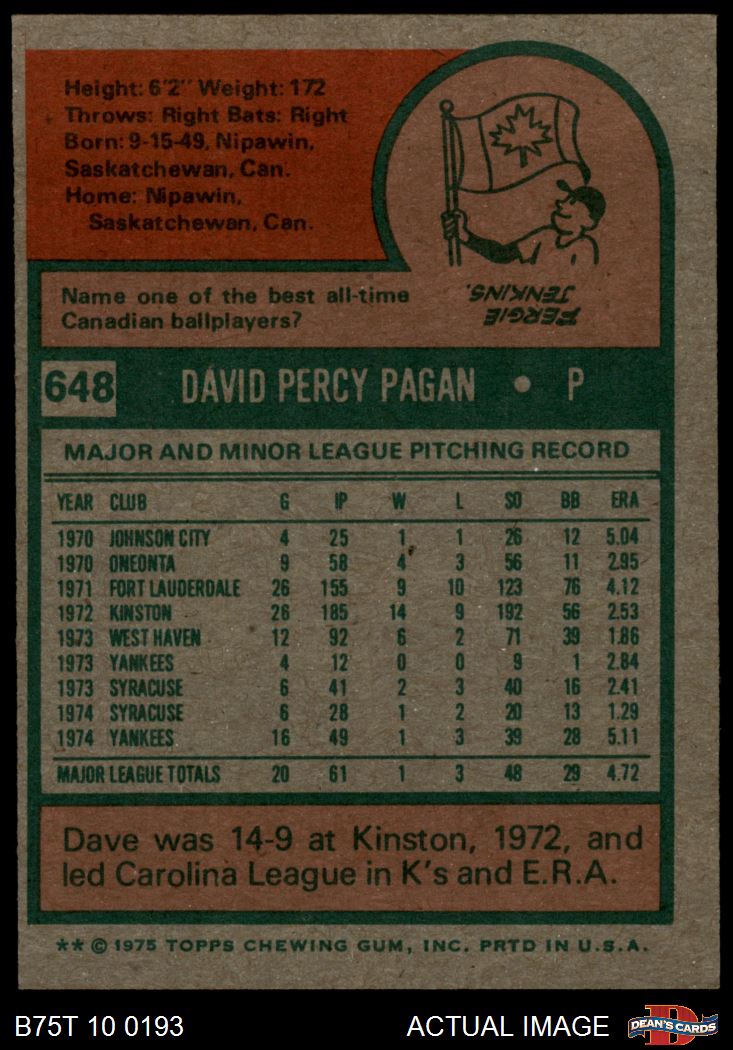 Height: 6'2" Weight: 172
Throws: Right Bats: Right
Born: 9-15-49, Nipawin,
Saskatchewan, Can.
Home: Nipawin,
Saskatchewan, Can.
Name one of the best all-time
Canadian ballplayers?
FERGIE
JENKINS.
648 DAVID PERCY PAGAN • P
MAJOR AND MINOR LEAGUE PITCHING RECORD
YEAR CLUB G IP W L SO BB ERA
1970 JOHNSON CITY 4 25 1 1 26 12 5.04
1970 ONEONTA 9 58 4 3 56 11 2.95
1971 FORT LAUDERDALE 26 155 9 10 123 76 4.12
1972 KINSTON 26 185 14 9 192 56 2.53
1973 WEST HAVEN 12 92 6 2 71 39 1.86
1973 YANKEES 4 12 0 0 9 1 2.84
1973 SYRACUSE 6 41 2 3 40 16 2.41
1974 SYRACUSE 6 28 1 2 20 13 1.29
1974 YANKEES 16 49 1 3 39 28 5.11
MAJOR LEAGUE TOTALS 20 61 1 3 48 29 4.72
Dave was 14-9 at Kinston, 1972, and
led Carolina League in K's and E.R.A.
** © 1975 TOPPS CHEWING GUM, INC. PRTD IN U.S.A.
B75T 10 0193 ACTUAL IMAGE DEAN'S CARDS